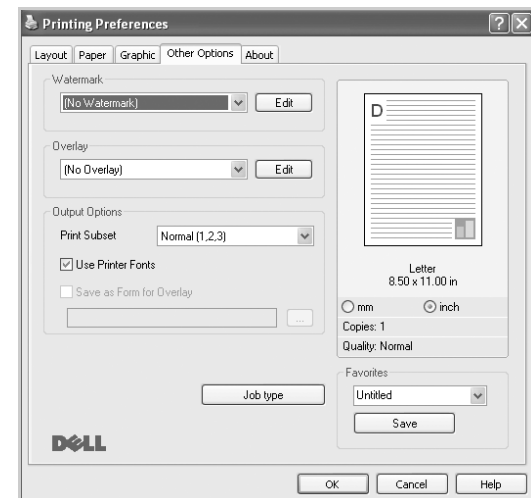 Printing Preferences
Layout Paper Graphic Other Options About
Watermark
(No Watermark)
Edit
Overlay
(No Overlay)
Edit
Output Options
Print Subset Normal (1,2,3)
Use Printer Fonts
Save as Form for Overlay
...
Job type
DELL
D
Letter
8.50 x 11.00 in
mm inch
Copies: 1
Quality: Normal
Favorites
Untitled
Save
OK Cancel Help